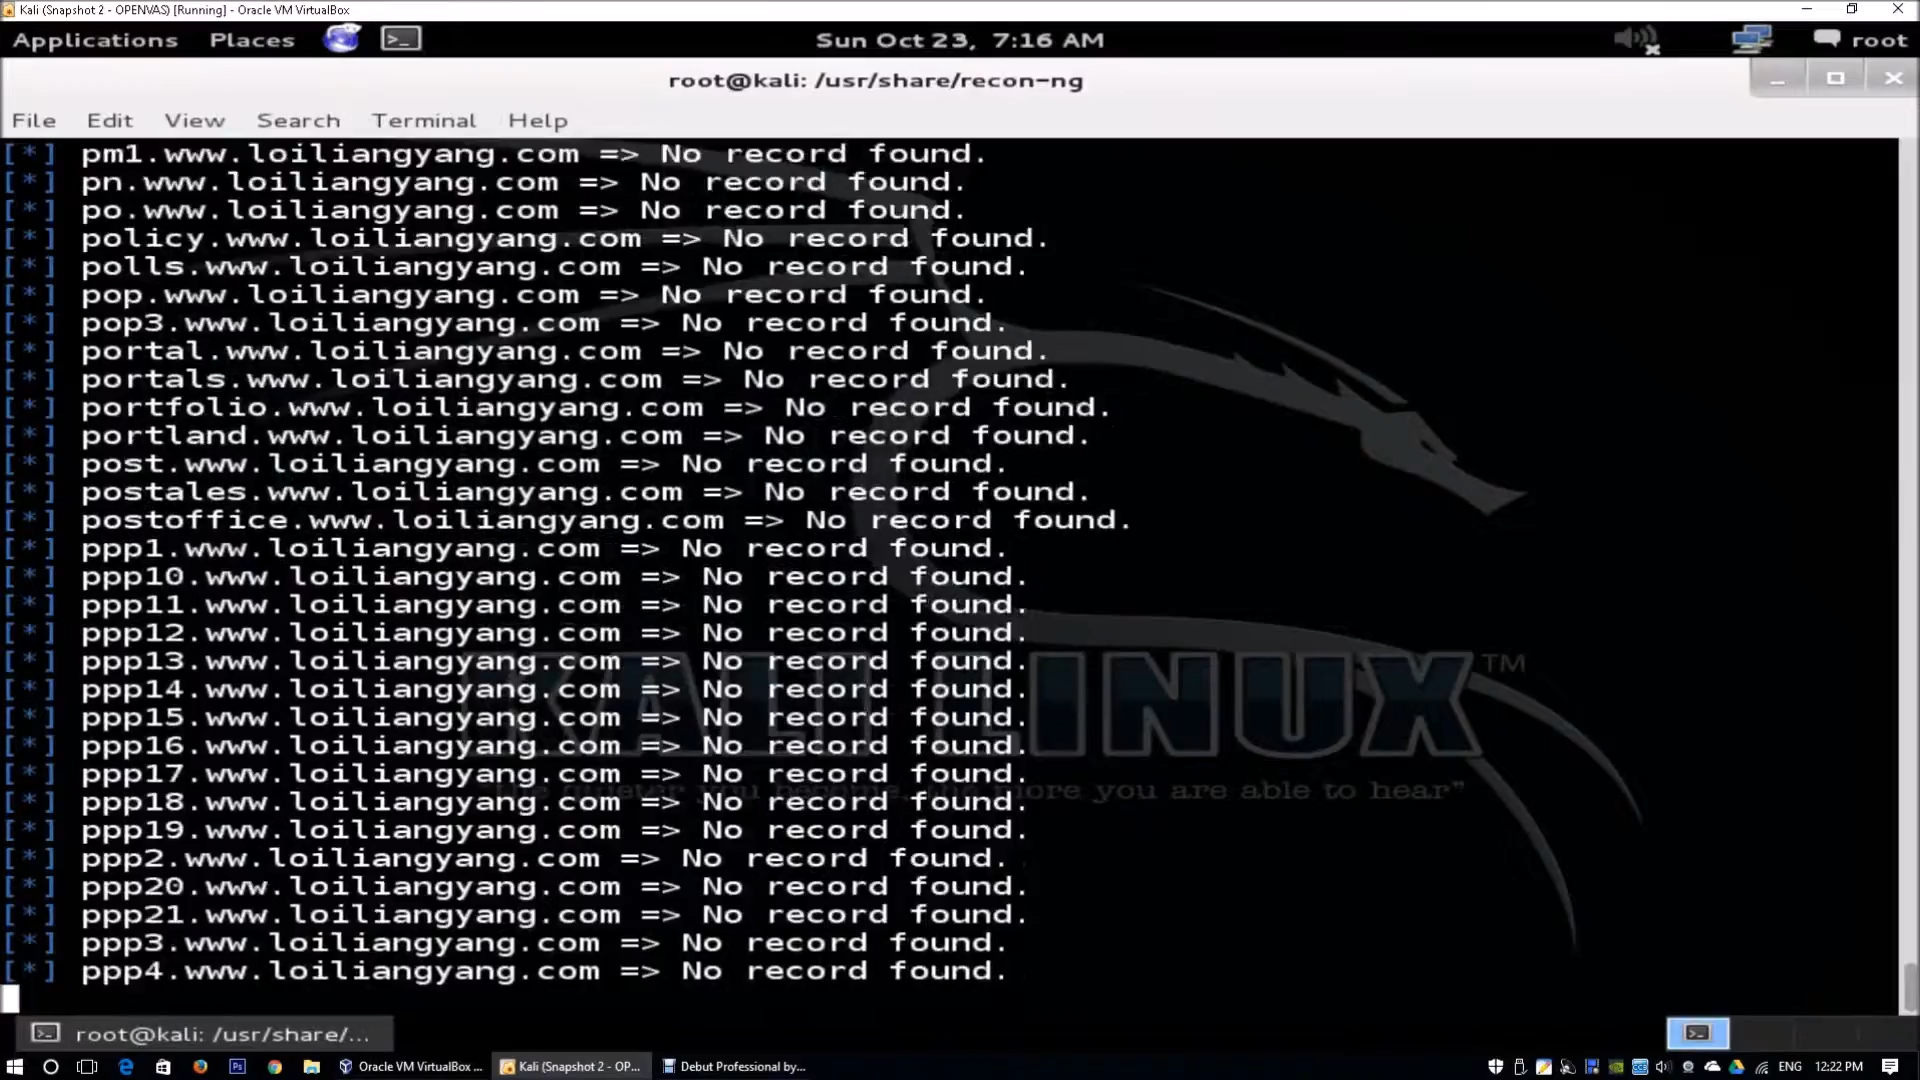 Kali (Snapshot 2 - OPENVAS) [Running] - Oracle VM VirtualBox
Applications Places Sun Oct 23, 7:16 AM root
root@kali: /usr/share/recon-ng
File Edit View Search Terminal Help
[*] pm1.www.loiliangyang.com => No record found.
[*] pn.www.loiliangyang.com => No record found.
[*] po.www.loiliangyang.com => No record found.
[*] policy.www.loiliangyang.com => No record found.
[*] polls.www.loiliangyang.com => No record found.
[*] pop.www.loiliangyang.com => No record found.
[*] pop3.www.loiliangyang.com => No record found.
[*] portal.www.loiliangyang.com => No record found.
[*] portals.www.loiliangyang.com => No record found.
[*] portfolio.www.loiliangyang.com => No record found.
[*] portland.www.loiliangyang.com => No record found.
[*] post.www.loiliangyang.com => No record found.
[*] postales.www.loiliangyang.com => No record found.
[*] postoffice.www.loiliangyang.com => No record found.
[*] ppp1.www.loiliangyang.com => No record found.
[*] ppp10.www.loiliangyang.com => No record found.
[*] ppp11.www.loiliangyang.com => No record found.
[*] ppp12.www.loiliangyang.com => No record found.
[*] ppp13.www.loiliangyang.com => No record found.
[*] ppp14.www.loiliangyang.com => No record found.
[*] ppp15.www.loiliangyang.com => No record found.
[*] ppp16.www.loiliangyang.com => No record found.
[*] ppp17.www.loiliangyang.com => No record found.
[*] ppp18.www.loiliangyang.com => No record found.
[*] ppp19.www.loiliangyang.com => No record found.
[*] ppp2.www.loiliangyang.com => No record found.
[*] ppp20.www.loiliangyang.com => No record found.
[*] ppp21.www.loiliangyang.com => No record found.
[*] ppp3.www.loiliangyang.com => No record found.
[*] ppp4.www.loiliangyang.com => No record found.
KALI LINUX ™
quieter you become, the more you are able to hear”
root@kali: /usr/share/...
Oracle VM VirtualBox ... Kali (Snapshot 2 - OP... Debut Professional by... ENG 12:22 PM